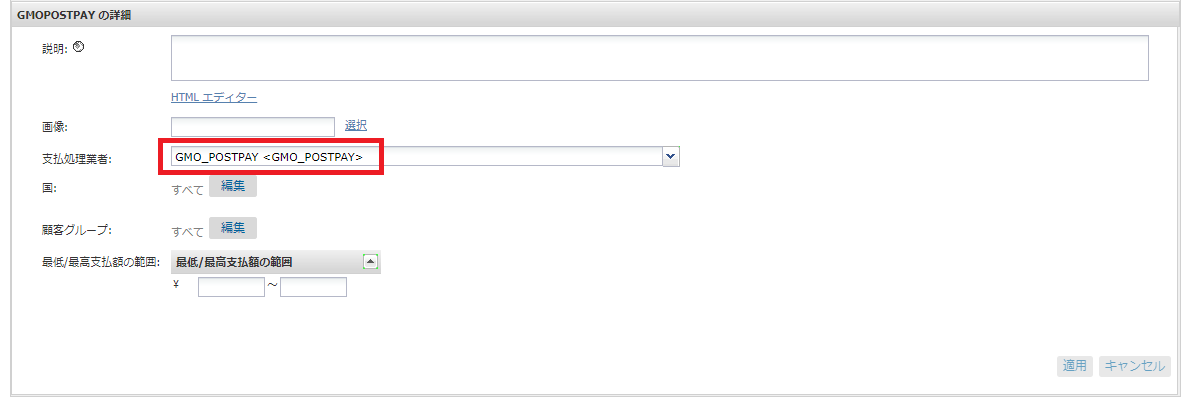 GMOPOSTPAY の詳細
説明:
HTML エディター
画像: 選択
支払処理業者: GMO_POSTPAY <GMO_POSTPAY>
国: すべて 編集
顧客グループ: すべて 編集
最低/最高支払額の範囲: 最低/最高支払額の範囲
¥ ～
適用 キャンセル